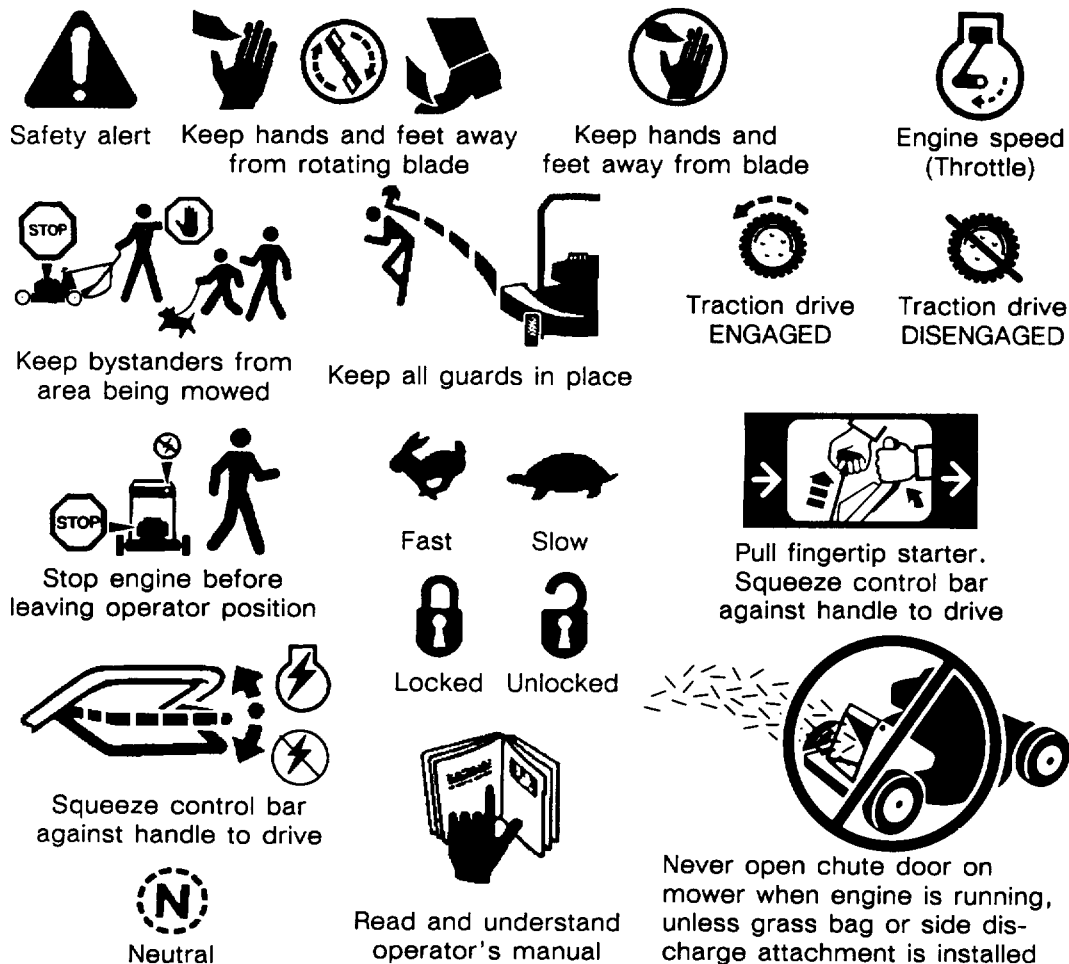 Safety alert
Keep hands and feet away
from rotating blade
Keep hands and
feet away from blade
Engine speed
(Throttle)
STOP
Keep bystanders from
area being mowed
Keep all guards in place
Traction drive
ENGAGED
Traction drive
DISENGAGED
STOP
Stop engine before
leaving operator position
Fast
Slow
Locked
Unlocked
Pull fingertip starter.
Squeeze control bar
against handle to drive
Squeeze control bar
against handle to drive
N
Neutral
Read and understand
operator's manual
Never open chute door on
mower when engine is running,
unless grass bag or side dis-
charge attachment is installed